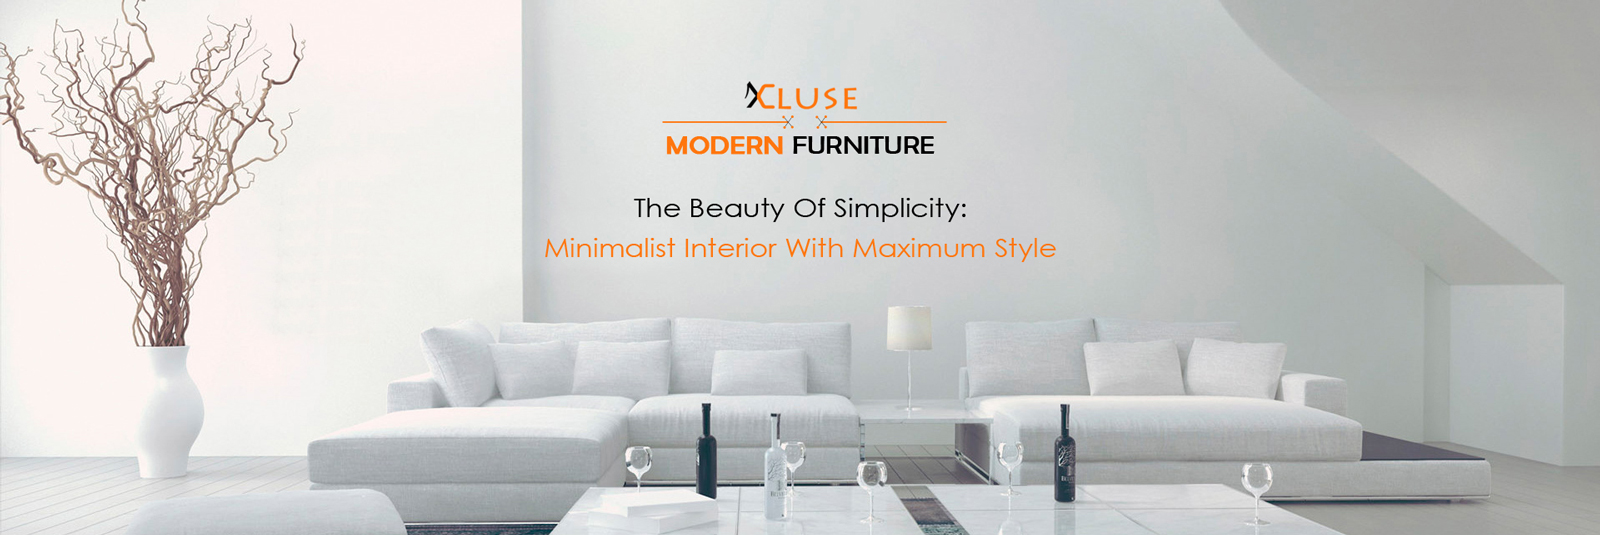 XCLUSE
MODERN FURNITURE
The Beauty Of Simplicity:
Minimalist Interior With Maximum Style